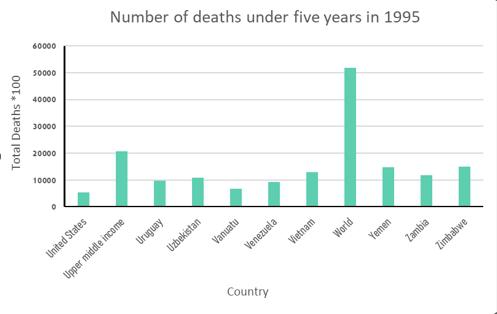 Number of deaths under five years in 1995
Total Deaths *100
60000
50000
40000
30000
20000
10000
0
United States
Upper middle income
Uruguay
Uzbekistan
Vanuatu
Venezuela
Vietnam
World
Yemen
Zambia
Zimbabwe
Country